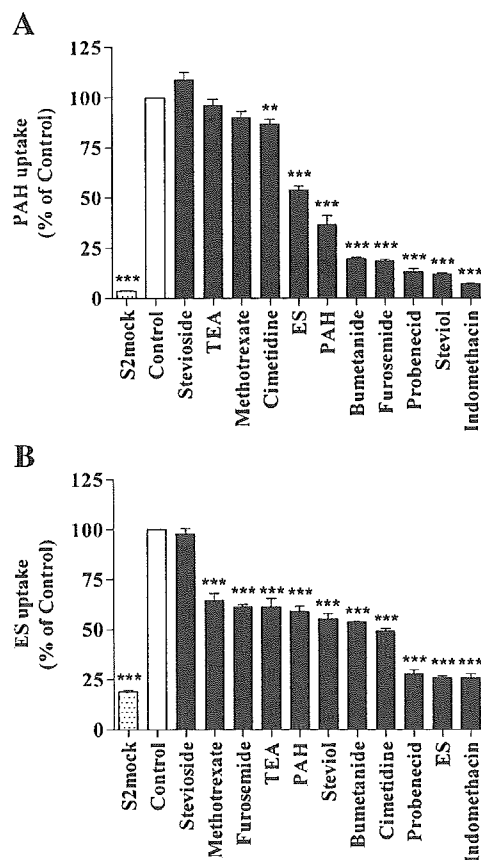 A
PAH uptake
(% of Control)
125
100
75
50
25
0
***
**
***
***
***
***
***
***
***
S2mock
Control
Stevioside
TEA
Methotrexate
Cimetidine
ES
PAH
Bumetanide
Furosemide
Probenecid
Steviol
Indomethacin
B
ES uptake
(% of Control)
125
100
75
50
25
0
***
***
***
***
***
***
***
***
***
***
***
S2mock
Control
Stevioside
Methotrexate
Furosemide
TEA
PAH
Steviol
Bumetanide
Cimetidine
Probenecid
ES
Indomethacin